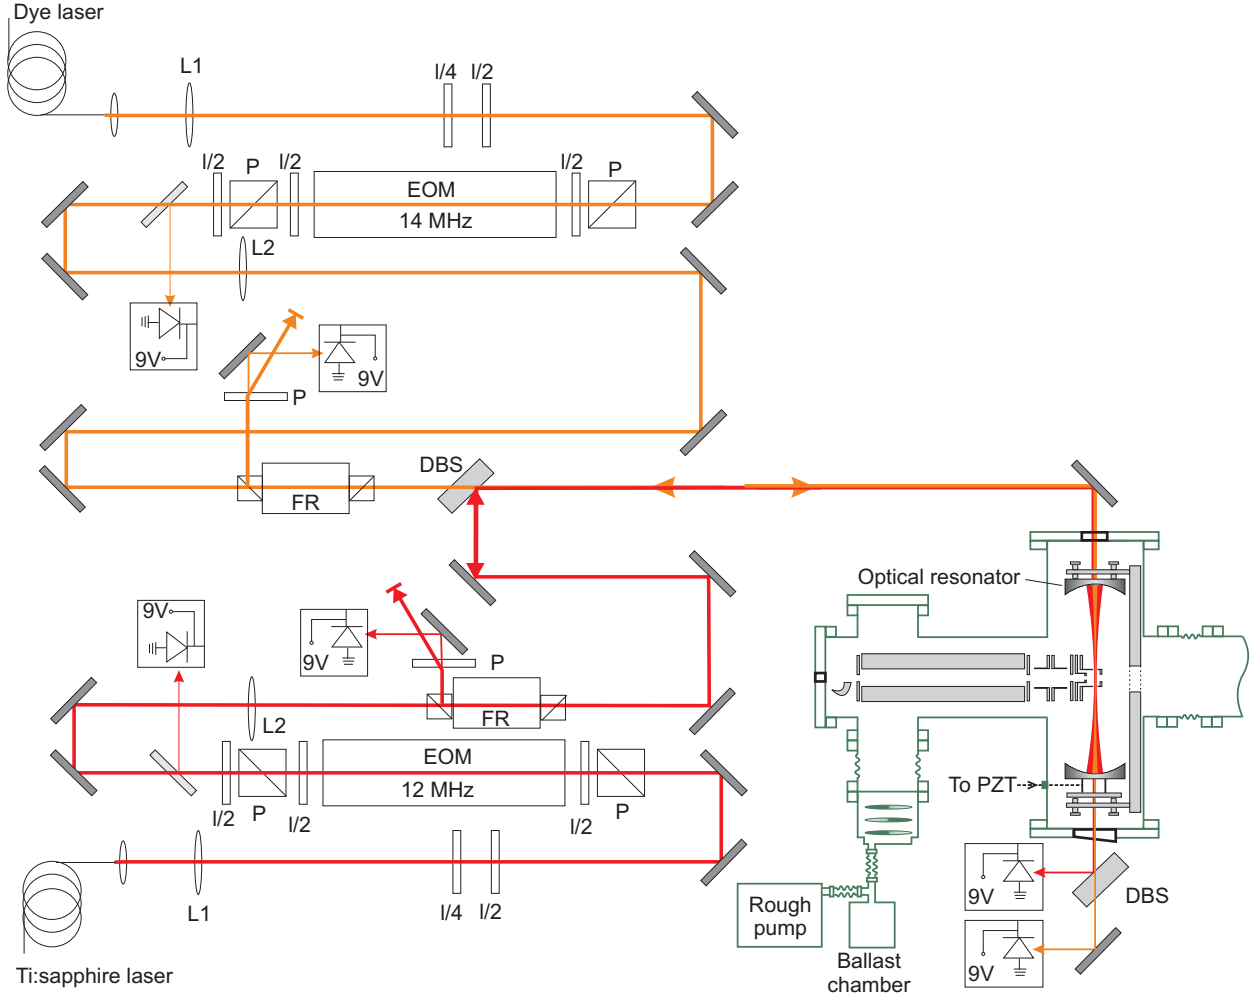 Dye laser
L1
l/4
l/2
l/2
P
l/2
EOM
14 MHz
l/2
P
L2
9V
9V
P
DBS
FR
Optical resonator
9V
9V
P
FR
L2
EOM
12 MHz
l/2
P
l/2
l/2
P
To PZT
L1
l/4
l/2
9V
DBS
9V
Rough
pump
Ballast
chamber
Ti:sapphire laser